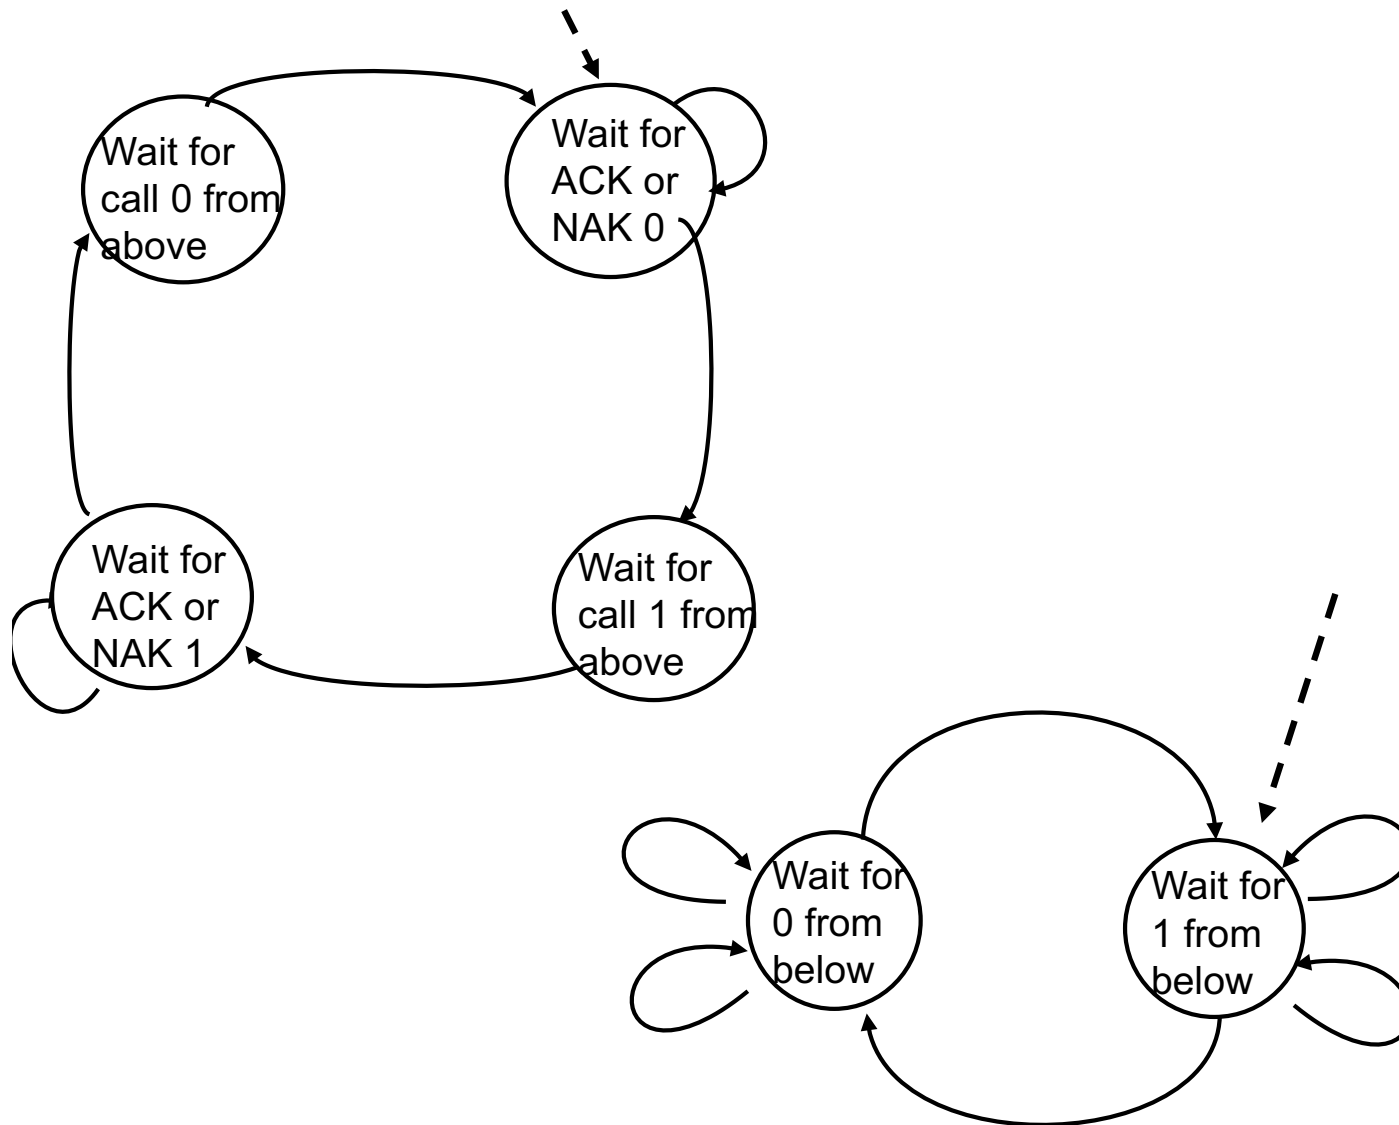 Wait for
call 0 from
above
Wait for
ACK or
NAK 0
Wait for
ACK or
NAK 1
Wait for
call 1 from
above
Wait for
0 from
below
Wait for
1 from
below